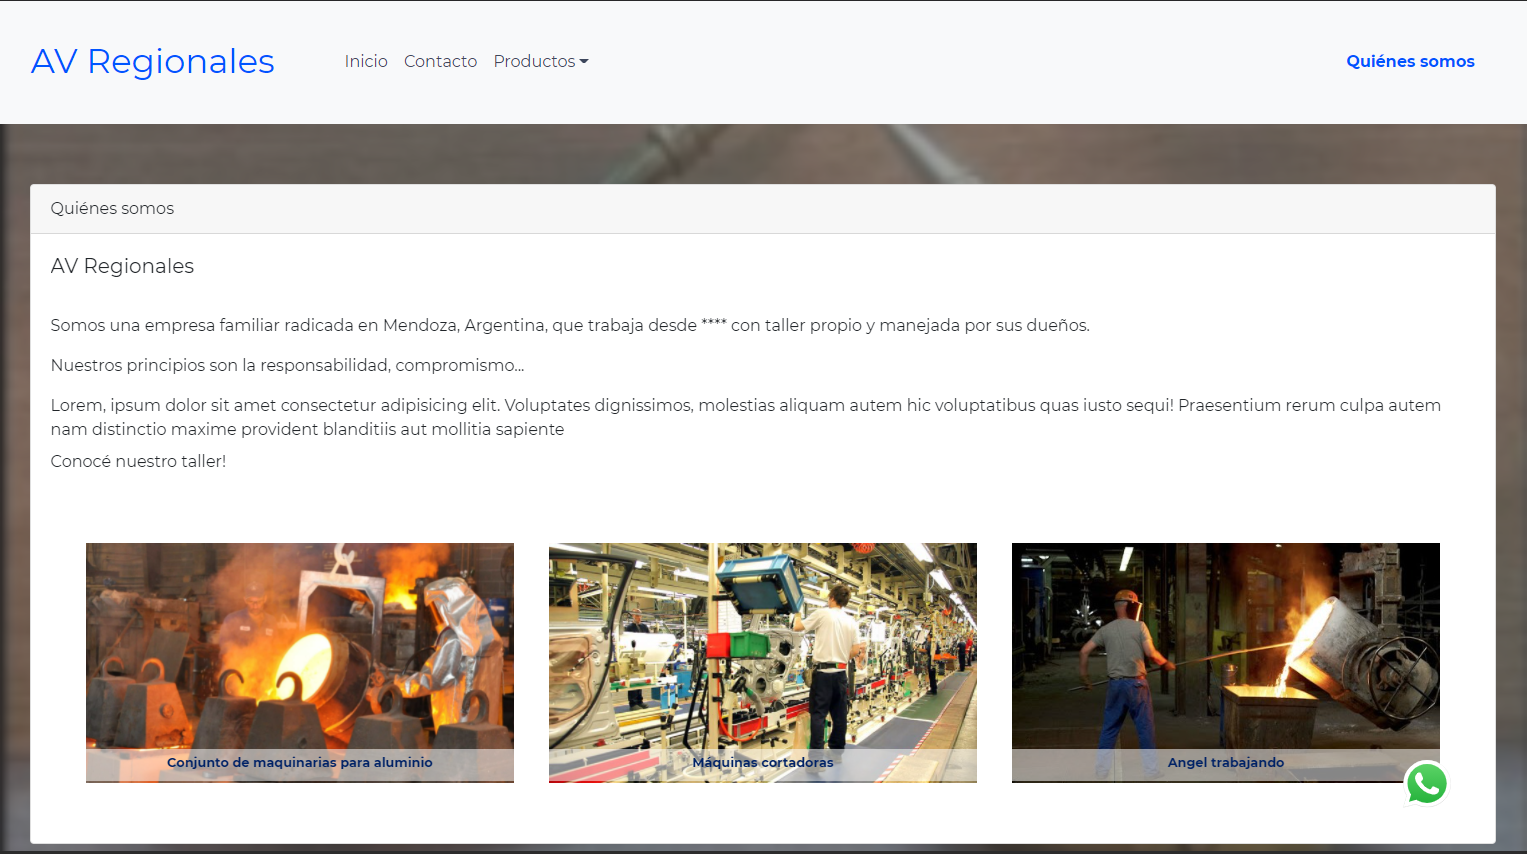 AV Regionales
Inicio Contacto Productos
Quiénes somos
Quiénes somos
AV Regionales
Somos una empresa familiar radicada en Mendoza, Argentina, que trabaja desde **** con taller propio y manejada por sus dueños.
Nuestros principios son la responsabilidad, compromismo...
Lorem, ipsum dolor sit amet consectetur adipisicing elit. Voluptates dignissimos, molestias aliquam autem hic voluptatibus quas iusto sequi! Praesentium rerum culpa autem
nam distinctio maxime provident blanditiis aut mollitia sapiente
Conocé nuestro taller!
Conjunto de maquinarias para aluminio
Máquinas cortadoras
Angel trabajando